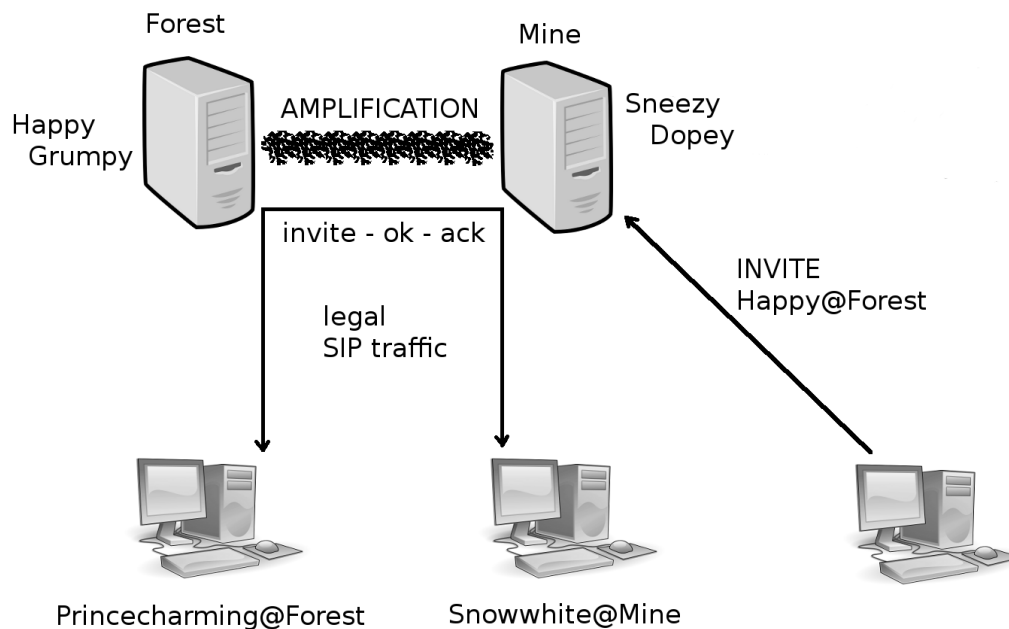 Forest
Mine
AMPLIFICATION
Happy
Grumpy
Sneezy
Dopey
invite - ok - ack
legal
SIP traffic
INVITE
Happy@Forest
Princecharming@Forest
Snowwhite@Mine